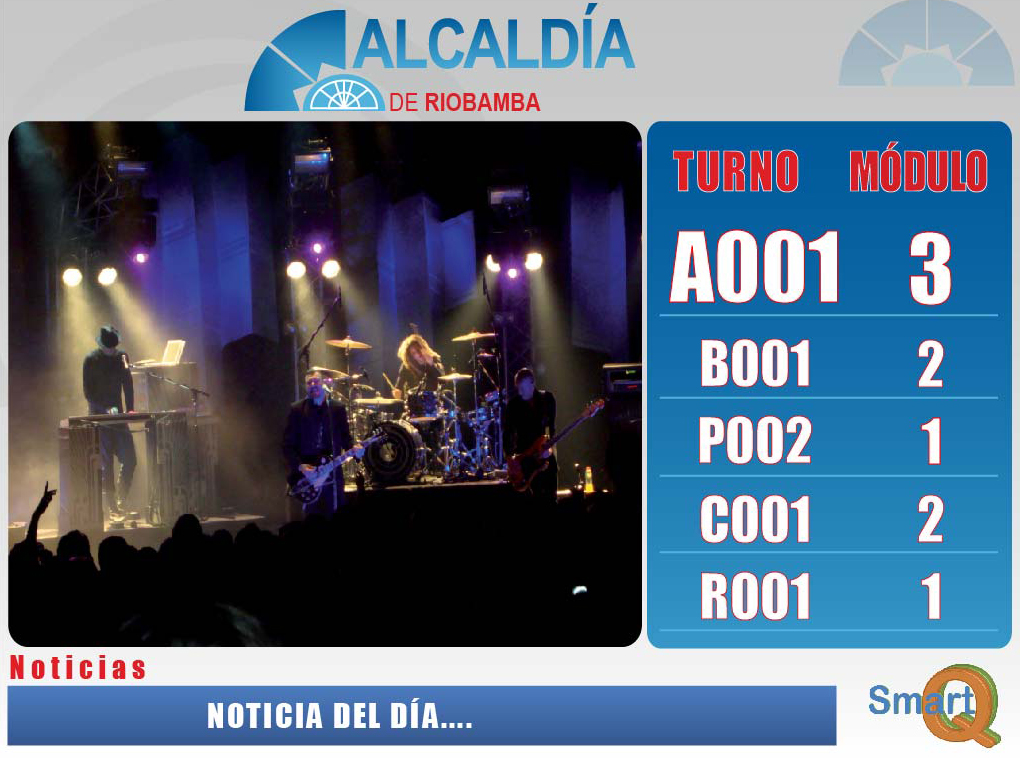 ALCALDÍA
DE RIOBAMBA
TURNO MÓDULO
A001 3
B001 2
P002 1
C001 2
R001 1
Noticias
NOTICIA DEL DÍA....
SmartQ